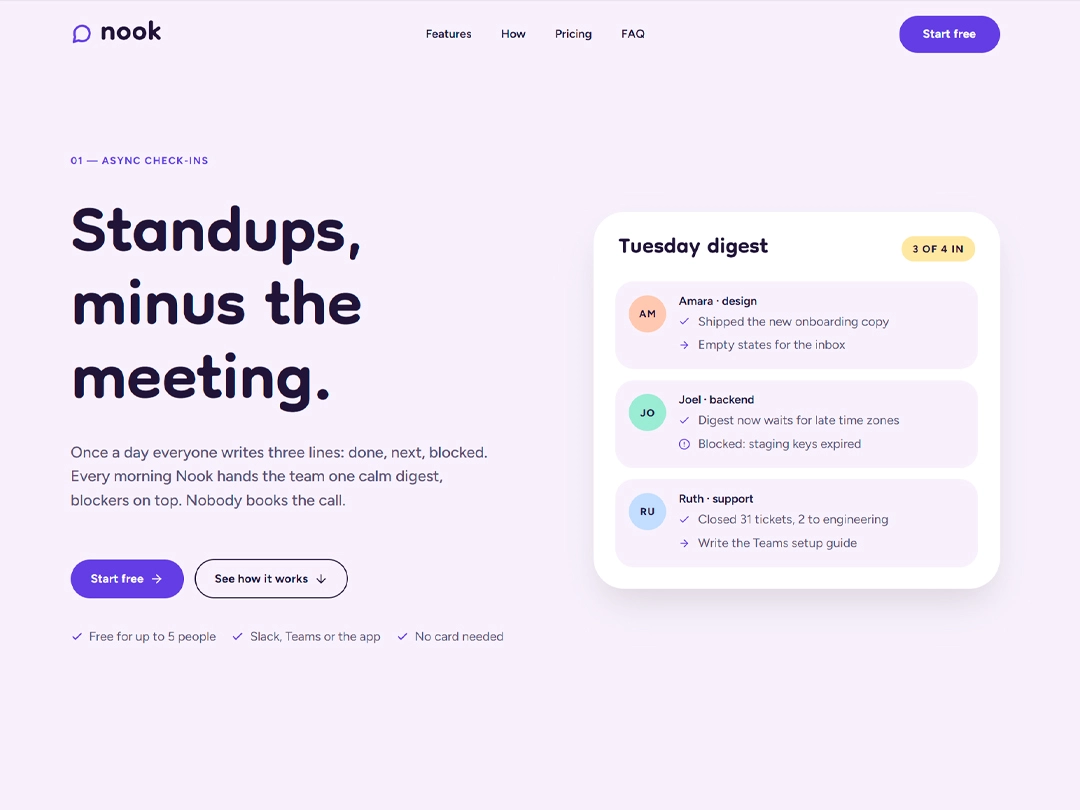 nook
Features
How
Pricing
FAQ
Start free
01 — ASYNC CHECK-INS
Standups,
minus the
meeting.
Once a day everyone writes three lines: done, next, blocked.
Every morning Nook hands the team one calm digest,
blockers on top. Nobody books the call.
Start free
See how it works
Free for up to 5 people
Slack, Teams or the app
No card needed
Tuesday digest
3 OF 4 IN
AM
Amara · design
Shipped the new onboarding copy
Empty states for the inbox
JO
Joel · backend
Digest now waits for late time zones
Blocked: staging keys expired
RU
Ruth · support
Closed 31 tickets, 2 to engineering
Write the Teams setup guide